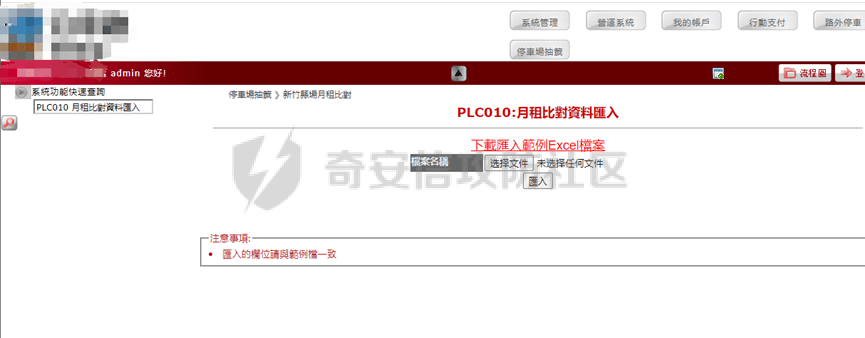 系統管理
營運系統
我的帳戶
行動支付
路外停車
停車場抽籤
admin 您好!
流程圖
登
系統功能快速查詢
PLC010 月租比對資料匯入
停車場抽籤 》 新竹縣場月租比對
PLC010:月租比對資料匯入
下載匯入範例Excel檔案
檔案名稱 选择文件 未选择任何文件
匯入
奇安信攻防社区
注意事項:
匯入的欄位請與範例檔一致